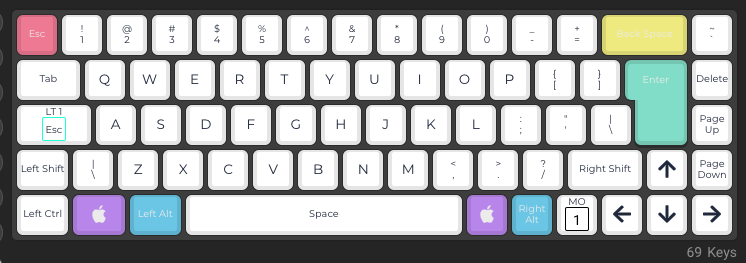 Esc ! @ # $ % ^ & * ( ) _ + Back Space ~
1 2 3 4 5 6 7 8 9 0 - = `
Tab Q W E R T Y U I O P { } Enter Delete
[ ]
LT 1 A S D F G H J K L : " | Page
Esc ; ' \ Up
Left Shift | Z X C V B N M < > ? Right Shift Page
\ , . / Down
Left Ctrl Left Alt Space Right MO
Alt 1
69 Keys